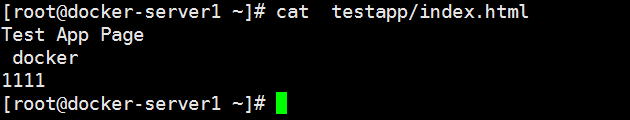 [root@docker-server1 ~]# cat  testapp/index.html
Test App Page
 docker
1111
[root@docker-server1 ~]#